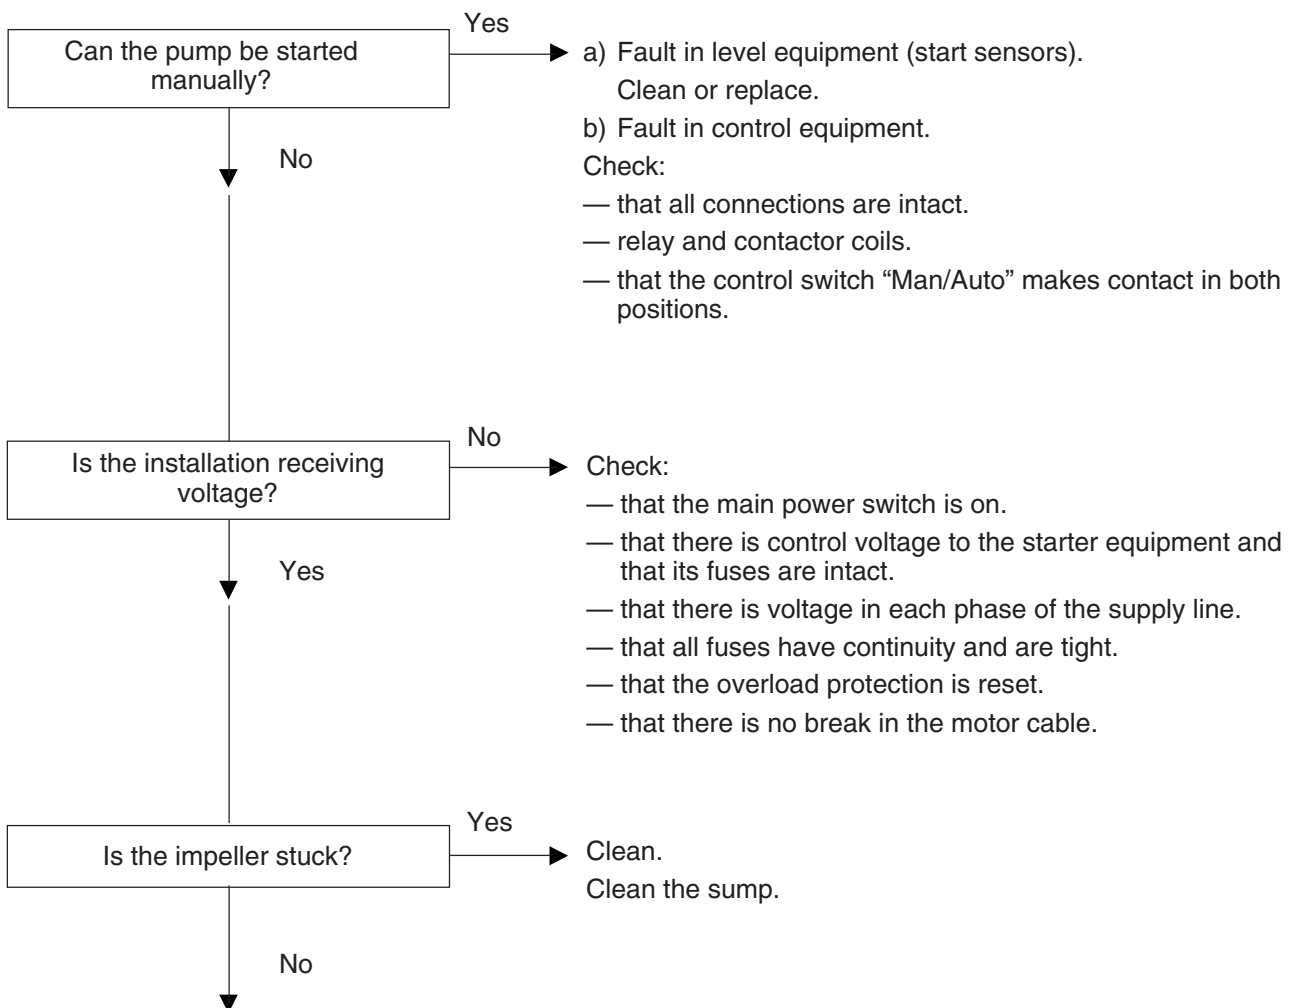 Yes
Can the pump be started
manually?
a) Fault in level equipment (start sensors).
Clean or replace.
b) Fault in control equipment.
No
Check:
— that all connections are intact.
— relay and contactor coils.
— that the control switch “Man/Auto” makes contact in both
positions.
No
Is the installation receiving
voltage?
Check:
— that the main power switch is on.
— that there is control voltage to the starter equipment and
that its fuses are intact.
Yes
— that there is voltage in each phase of the supply line.
— that all fuses have continuity and are tight.
— that the overload protection is reset.
— that there is no break in the motor cable.
Yes
Is the impeller stuck?
Clean.
Clean the sump.
No